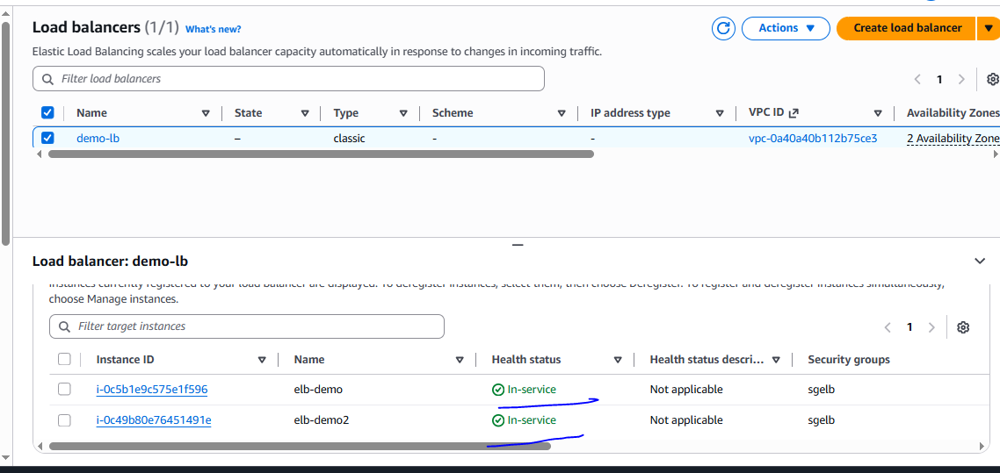 Load balancers (1/1) What's new?
Actions
Create load balancer
Elastic Load Balancing scales your load balancer capacity automatically in response to changes in incoming traffic.
Filter load balancers
1
Name State Type Scheme IP address type VPC ID Availability Zones
demo-lb – classic - - vpc-0a40a40b112b75ce3 2 Availability Zone
Load balancer: demo-lb
Instances currently registered to your load balancer are displayed. To deregister instances, select them, then choose Deregister. To register and deregister instances simultaneously,
choose Manage instances.
Filter target instances
1
Instance ID Name Health status Health status descri... Security groups
i-0c5b1e9c575e1f596 elb-demo In-service Not applicable sgelb
i-0c49b80e76451491e elb-demo2 In-service Not applicable sgelb